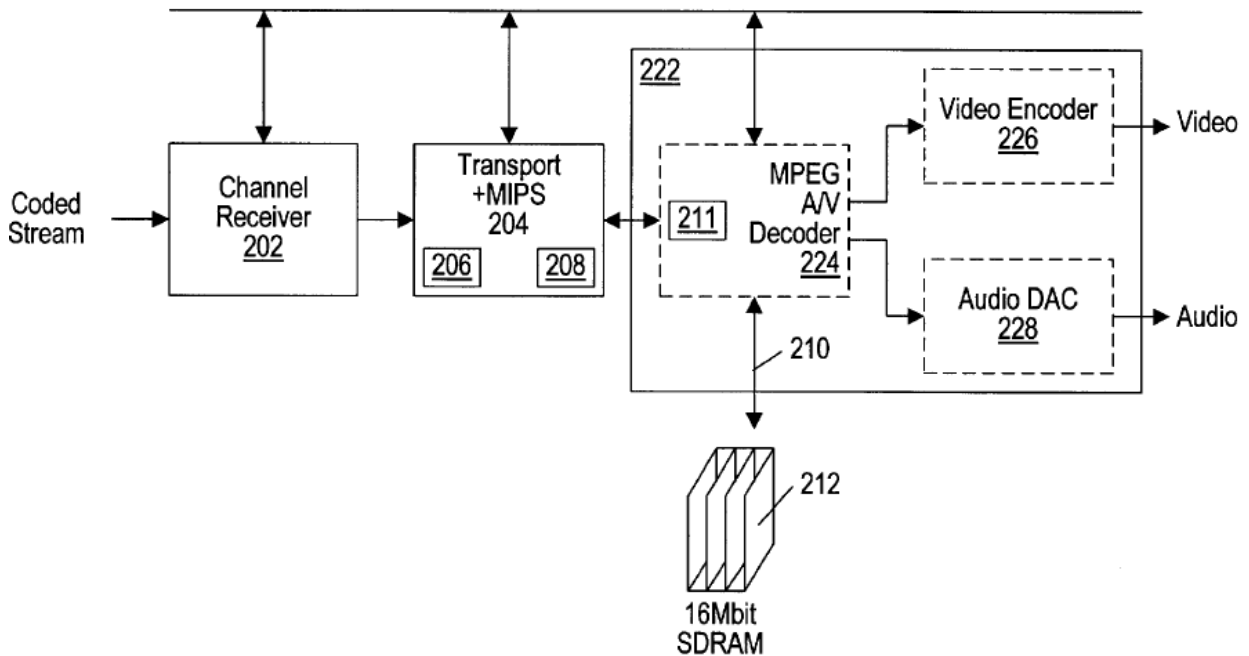 222
Video Encoder
226
Video
Transport
+MIPS
204
206
208
Channel
Receiver
202
Coded
Stream
MPEG
A/V
Decoder
224
211
Audio DAC
228
Audio
210
212
16Mbit
SDRAM